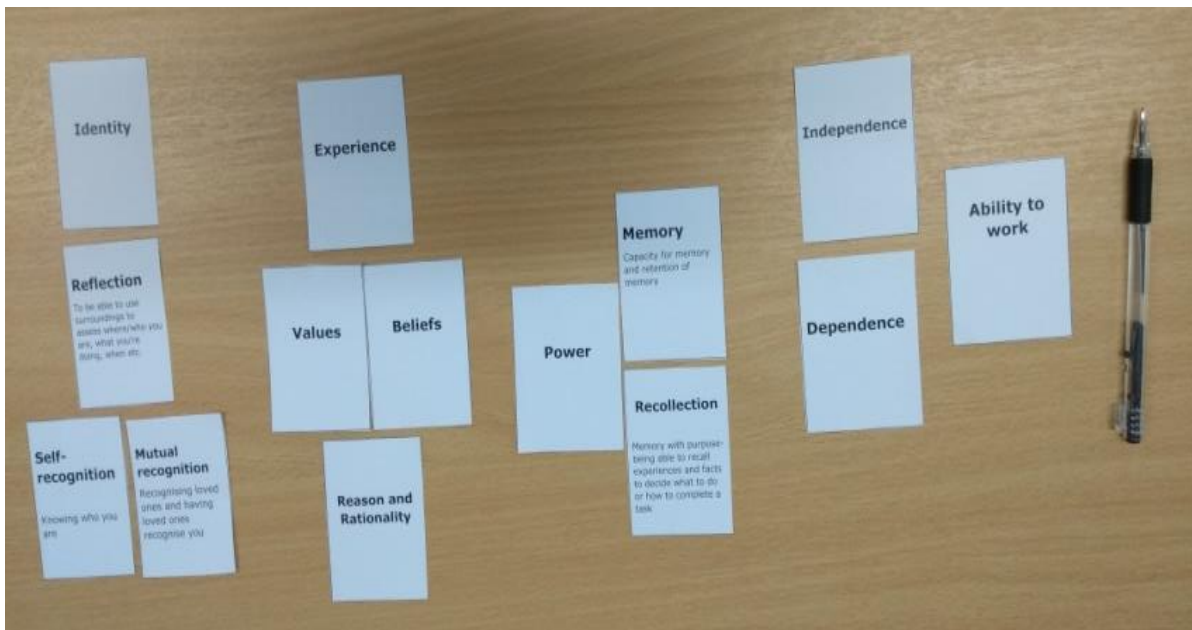 Identity
Reflection
To be able to use
surroundings to
assess where/who you
are, what you're
doing, when etc.
Self-
recognition
Knowing who you
are
Mutual
recognition
Recognising loved
ones and having
loved ones
recognise you
Experience
Values
Beliefs
Reason and
Rationality
Power
Memory
Capacity for memory
and retention of
memory
Recollection
Memory with purpose-
being able to recall
experiences and facts
to decide what to do
or how to complete a
task
Independence
Dependence
Ability to
work